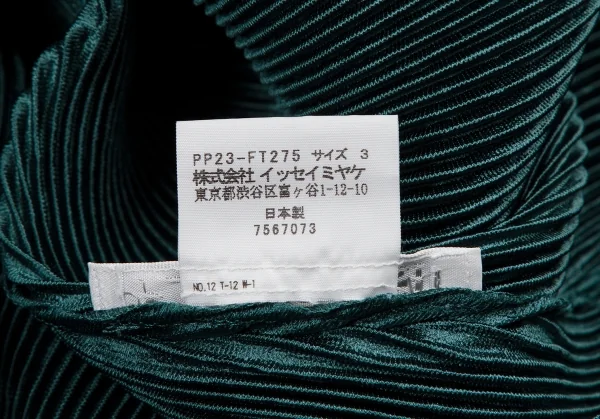 PP23-FT275 サイズ 3
株式会社 イッセイミヤケ
東京都渋谷区富ヶ谷1-12-10
日本製
7567073
NO.12 T-12 W-1